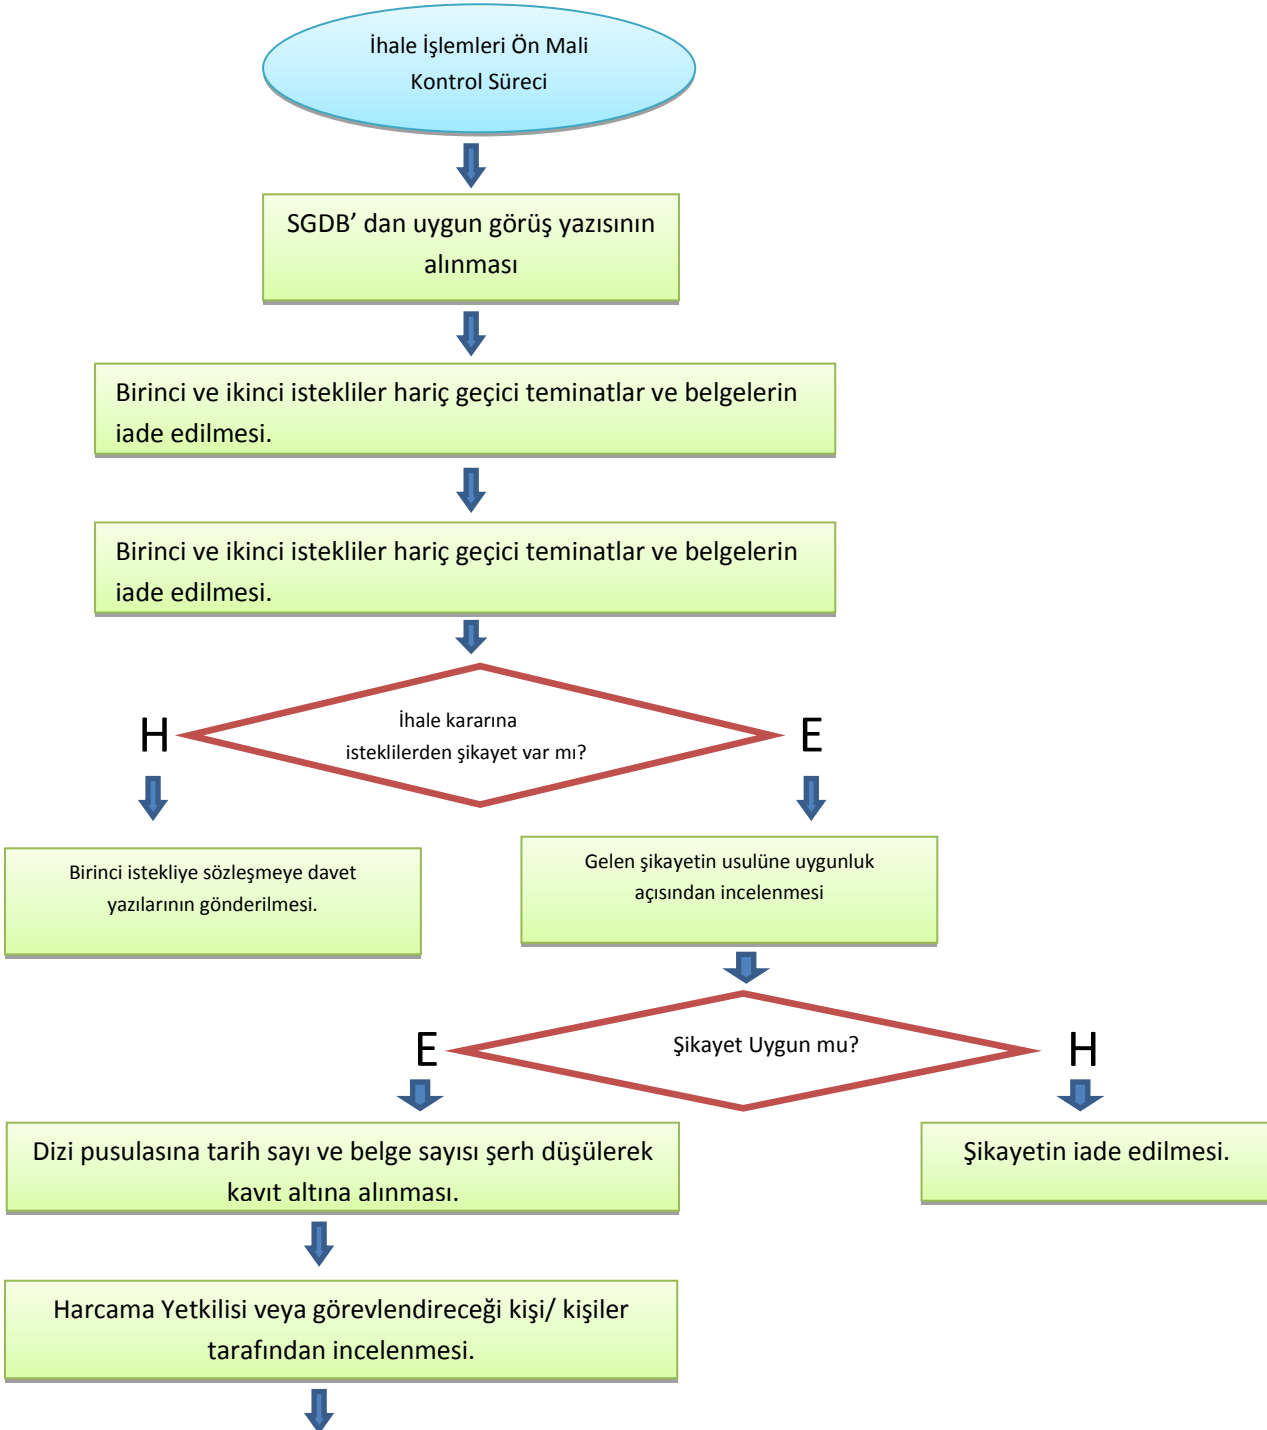 İhale İşlemleri Ön Mali
Kontrol Süreci
SGDB’ dan uygun görüş yazısının
alınması
Birinci ve ikinci istekliler hariç geçici teminatlar ve belgelerin
iade edilmesi.
Birinci ve ikinci istekliler hariç geçici teminatlar ve belgelerin
iade edilmesi.
H
İhale kararına
isteklilerden şikayet var mı?
E
Birinci istekliye sözleşmeye davet
yazılarının gönderilmesi.
Gelen şikayetin usulüne uygunluk
açısından incelenmesi
E
Şikayet Uygun mu?
H
Dizi pusulasına tarih sayı ve belge sayısı şerh düşülerek
kayıt altına alınması.
Şikayetin iade edilmesi.
Harcama Yetkilisi veya görevlendireceği kişi/ kişiler
tarafından incelenmesi.